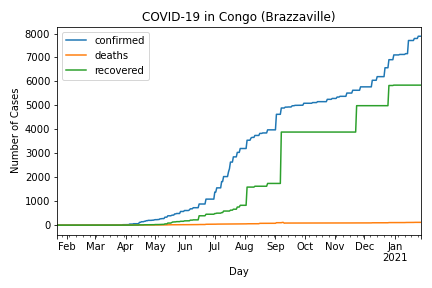 COVID-19 in Congo (Brazzaville)
confirmed
deaths
recovered
Number of Cases
8000
7000
6000
5000
4000
3000
2000
1000
0
Feb Mar Apr May Jun Jul Aug Sep Oct Nov Dec Jan
2021
Day